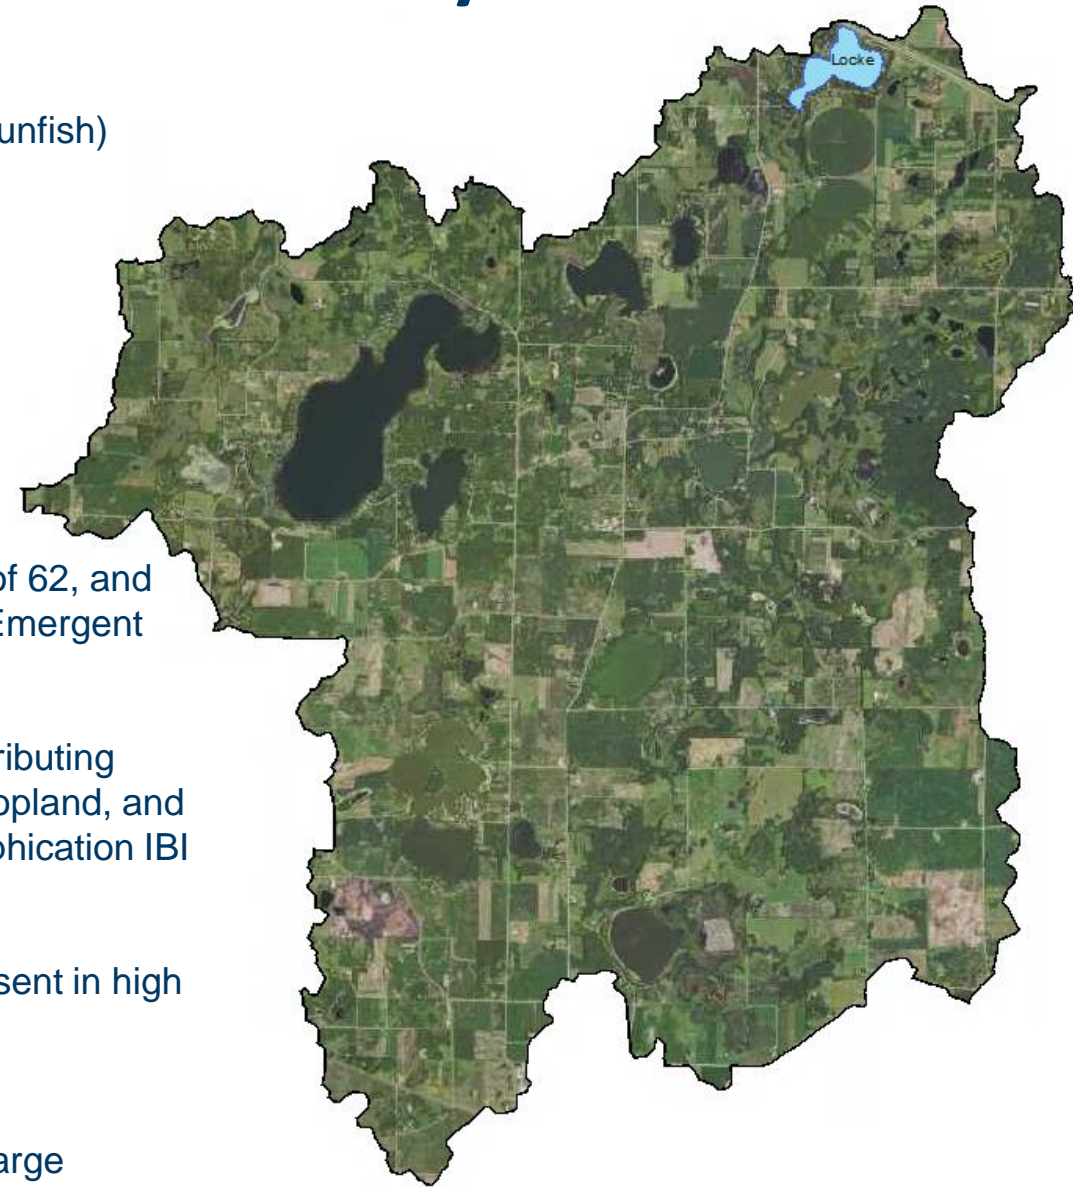 Locke
unfish)
of 62, and
Emergent
ributing
opland, and
phication IBI
sent in high
arge